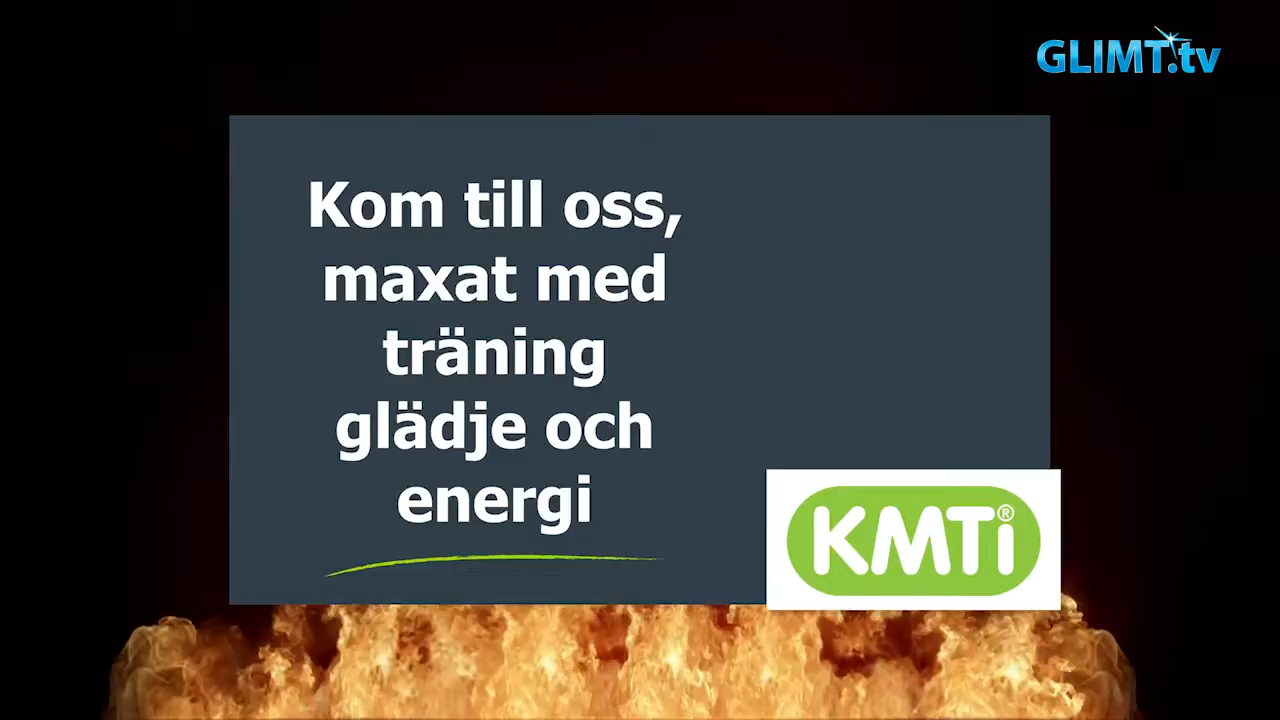 GLIMT.tv
Kom till oss,
maxat med
träning
glädje och
energi
KMTi®